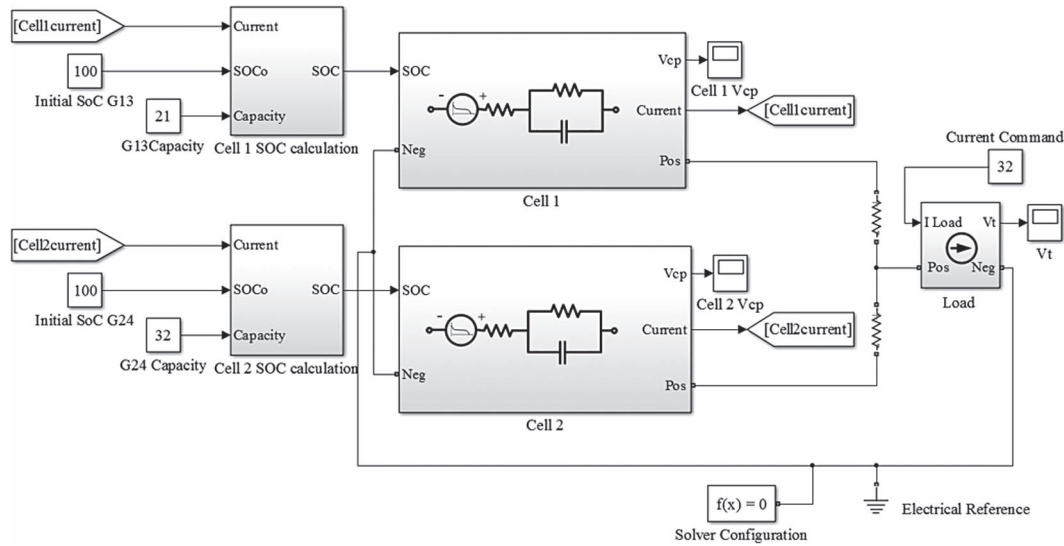 [Cell1current]
Current
100
SOCo
SOC
Initial SoC G13
21
Capacity
G13Capacity
Cell 1 SOC calculation
SOC
- +
Neg
Vcp
Current
Pos
Cell 1
Cell 1 Vcp
[Cell1current]
Current Command
32
I Load
Vt
Pos
Neg
Load
Vt
[Cell2current]
Current
100
SOCo
SOC
Initial SoC G24
32
Capacity
G24 Capacity
Cell 2 SOC calculation
SOC
- +
Neg
Vcp
Current
Pos
Cell 2
Cell 2 Vcp
[Cell2current]
f(x) = 0
Solver Configuration
Electrical Reference